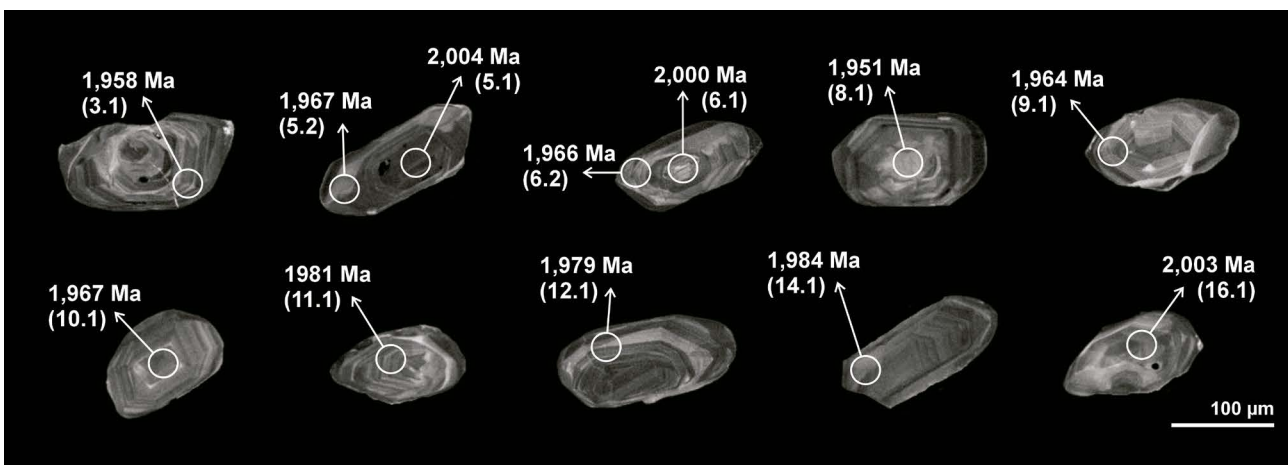 1,958 Ma
(3.1)
1,967 Ma
(5.2)
2,004 Ma
(5.1)
1,966 Ma
(6.2)
2,000 Ma
(6.1)
1,951 Ma
(8.1)
1,964 Ma
(9.1)
1,967 Ma
(10.1)
1981 Ma
(11.1)
1,979 Ma
(12.1)
1,984 Ma
(14.1)
2,003 Ma
(16.1)
100 µm